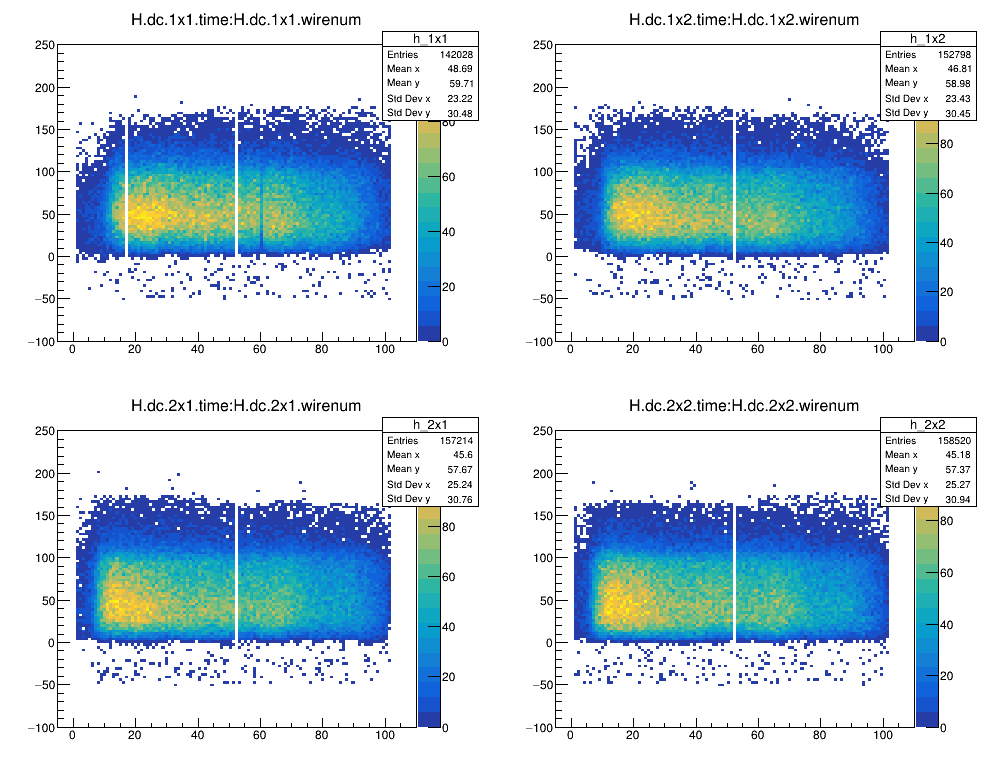 H.dc.1x1.time:H.dc.1x1.wirenum
h_1x1
Entries 142028
Mean x 48.69
Mean y 59.71
Std Dev x 23.22
Std Dev y 30.48
250
200
150
100
50
0
−50
−100
0 20 40 60 80 100
80
60
40
20
0
H.dc.1x2.time:H.dc.1x2.wirenum
h_1x2
Entries 152798
Mean x 46.81
Mean y 58.98
Std Dev x 23.43
Std Dev y 30.45
250
200
150
100
50
0
−50
−100
0 20 40 60 80 100
80
60
40
20
0
H.dc.2x1.time:H.dc.2x1.wirenum
h_2x1
Entries 157214
Mean x 45.6
Mean y 57.67
Std Dev x 25.24
Std Dev y 30.76
250
200
150
100
50
0
−50
−100
0 20 40 60 80 100
80
60
40
20
0
H.dc.2x2.time:H.dc.2x2.wirenum
h_2x2
Entries 158520
Mean x 45.18
Mean y 57.37
Std Dev x 25.27
Std Dev y 30.94
250
200
150
100
50
0
−50
−100
0 20 40 60 80 100
80
60
40
20
0